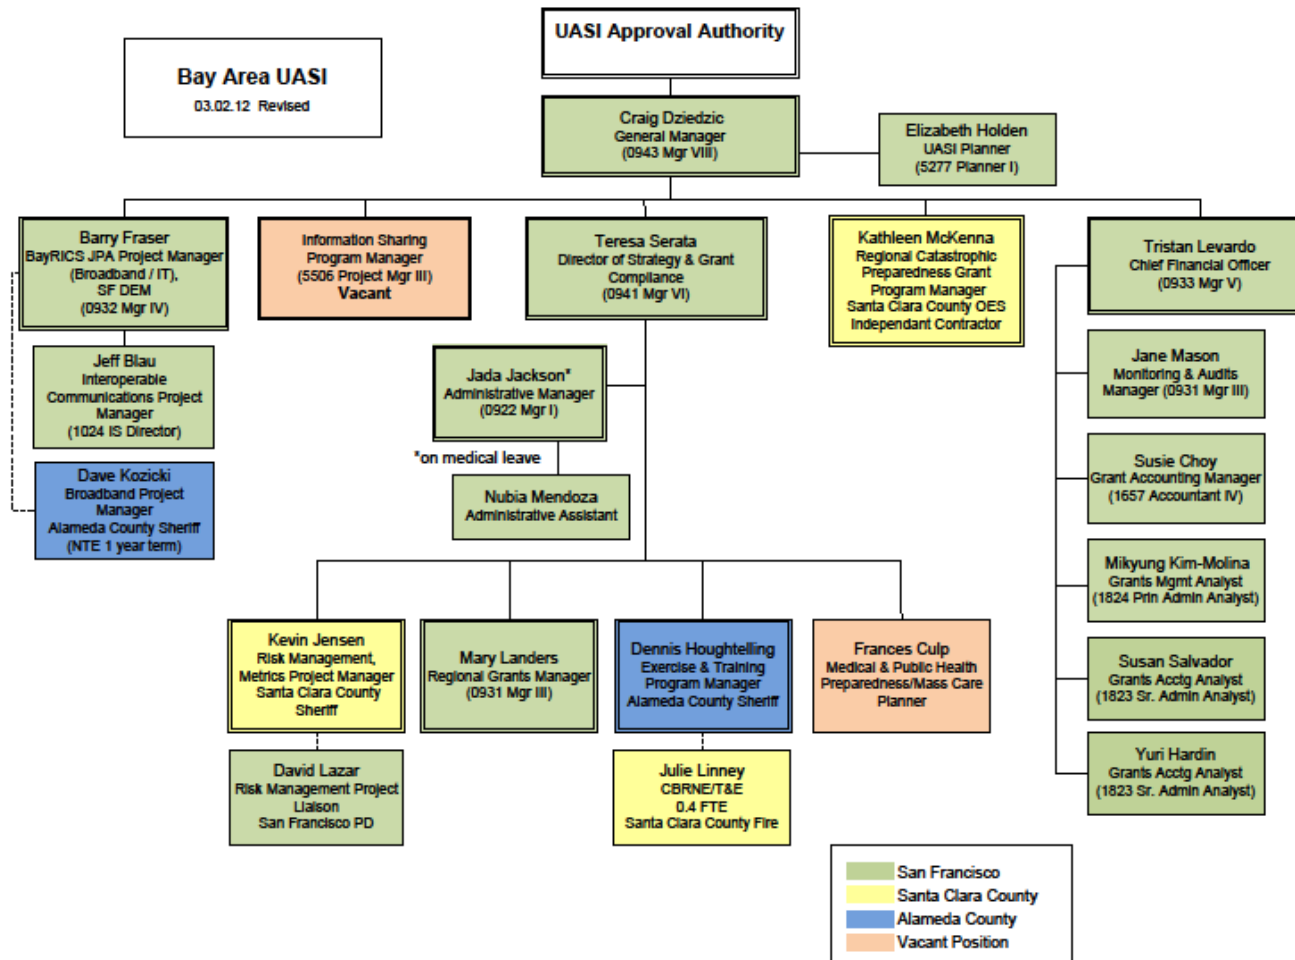 UASI Approval Authority
Bay Area UASI
03.02.12 Revised
Craig Dziedzic
General Manager
(0943 Mgr VIII)
Elizabeth Holden
UASI Planner
(5277 Planner I)
Barry Fraser
BayRICS JPA Project Manager
(Broadband / IT),
SF DEM
(0932 Mgr IV)
Information Sharing
Program Manager
(5506 Project Mgr III)
Vacant
Teresa Serata
Director of Strategy & Grant
Compliance
(0941 Mgr VI)
Kathleen McKenna
Regional Catastrophic
Preparedness Grant
Program Manager
Santa Clara County OES
Independant Contractor
Tristan Levardo
Chief Financial Officer
(0933 Mgr V)
Jeff Blau
Interoperable
Communications Project
Manager
(1024 IS Director)
Jada Jackson*
Administrative Manager
(0922 Mgr I)
*on medical leave
Jane Mason
Monitoring & Audits
Manager (0931 Mgr III)
Dave Kozicki
Broadband Project
Manager
Alameda County Sheriff
(NTE 1 year term)
Nubia Mendoza
Administrative Assistant
Susie Choy
Grant Accounting Manager
(1657 Accountant IV)
Mikyung Kim-Molina
Grants Mgmt Analyst
(1824 Prin Admin Analyst)
Kevin Jensen
Risk Management,
Metrics Project Manager
Santa Clara County
Sheriff
Mary Landers
Regional Grants Manager
(0931 Mgr III)
Dennis Houghtelling
Exercise & Training
Program Manager
Alameda County Sheriff
Frances Culp
Medical & Public Health
Preparedness/Mass Care
Planner
Susan Salvador
Grants Acctg Analyst
(1823 Sr. Admin Analyst)
David Lazar
Risk Management Project
Liaison
San Francisco PD
Julie Linney
CBRNE/T&E
0.4 FTE
Santa Clara County Fire
Yuri Hardin
Grants Acctg Analyst
(1823 Sr. Admin Analyst)
San Francisco
Santa Clara County
Alameda County
Vacant Position